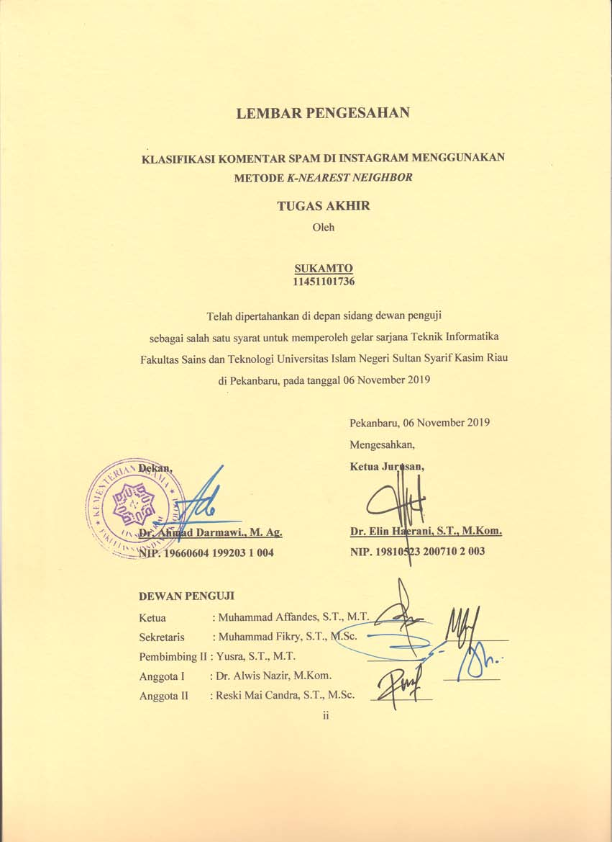 LEMBAR PENGESAHAN
KLASIFIKASI KOMENTAR SPAM DI INSTAGRAM MENGGUNAKAN
METODE K-NEAREST NEIGHBOR
TUGAS AKHIR
Oleh
SUKAMTO
11451101736
Telah dipertahankan di depan sidang dewan penguji
sebagai salah satu syarat untuk memperoleh gelar sarjana Teknik Informatika
Fakultas Sains dan Teknologi Universitas Islam Negeri Sultan Syarif Kasim Riau
di Pekanbaru, pada tanggal 06 November 2019
Pekanbaru, 06 November 2019
Mengesahkan,
Dekan,
Ketua Jurusan,
KEMENTERIAN AGAMA
Dr. Ahmad Darmawi., M. Ag.
Dr. Elin Haerani, S.T., M.Kom.
NIP. 19660604 199203 1 004
NIP. 19810523 200710 2 003
DEWAN PENGUJI
Ketua : Muhammad Affandes, S.T., M.T.
Sekretaris : Muhammad Fikry, S.T., M.Sc.
Pembimbing II : Yusra, S.T., M.T.
Anggota I : Dr. Alwis Nazir, M.Kom.
Anggota II : Reski Mai Candra, S.T., M.Sc.
ii